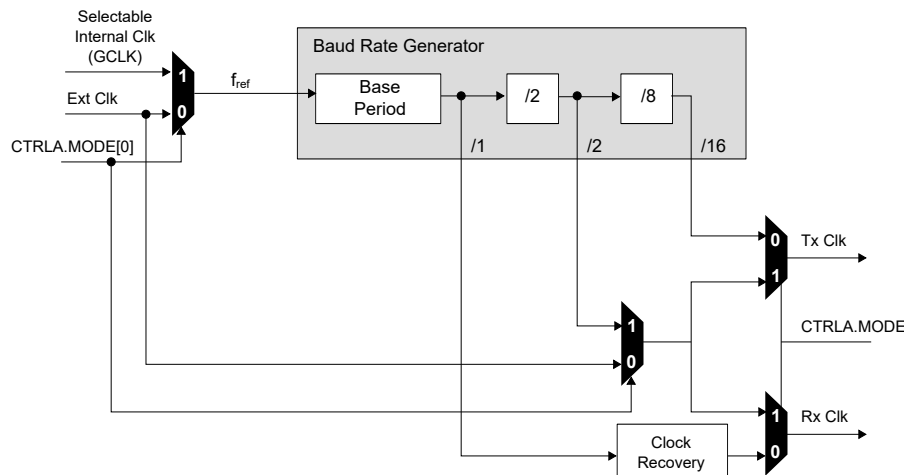 Selectable
Internal Clk
(GCLK)
Baud Rate Generator
1
fref
Base
Period
/2
/8
Ext Clk
0
CTRLA.MODE[0]
/1
/2
/16
0
Tx Clk
1
1
CTRLA.MODE
0
1
Rx Clk
Clock
Recovery
0